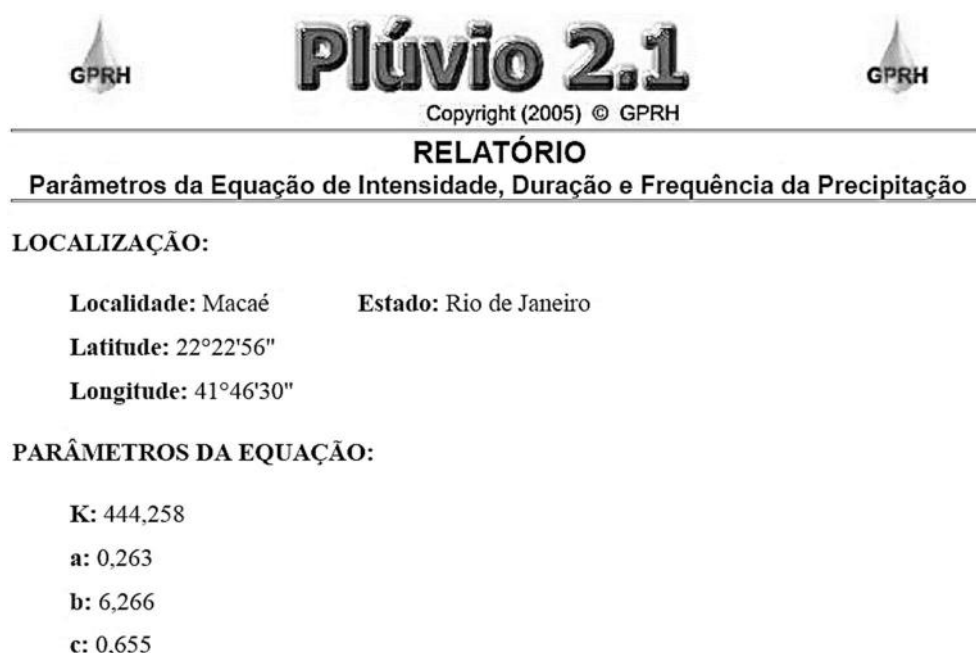 GPRH Plúvio 2.1 GPRH
Copyright (2005) © GPRH
RELATÓRIO
Parâmetros da Equação de Intensidade, Duração e Frequência da Precipitação
LOCALIZAÇÃO:
Localidade: Macaé Estado: Rio de Janeiro
Latitude: 22°22'56"
Longitude: 41°46'30"
PARÂMETROS DA EQUAÇÃO:
K: 444,258
a: 0,263
b: 6,266
c: 0,655